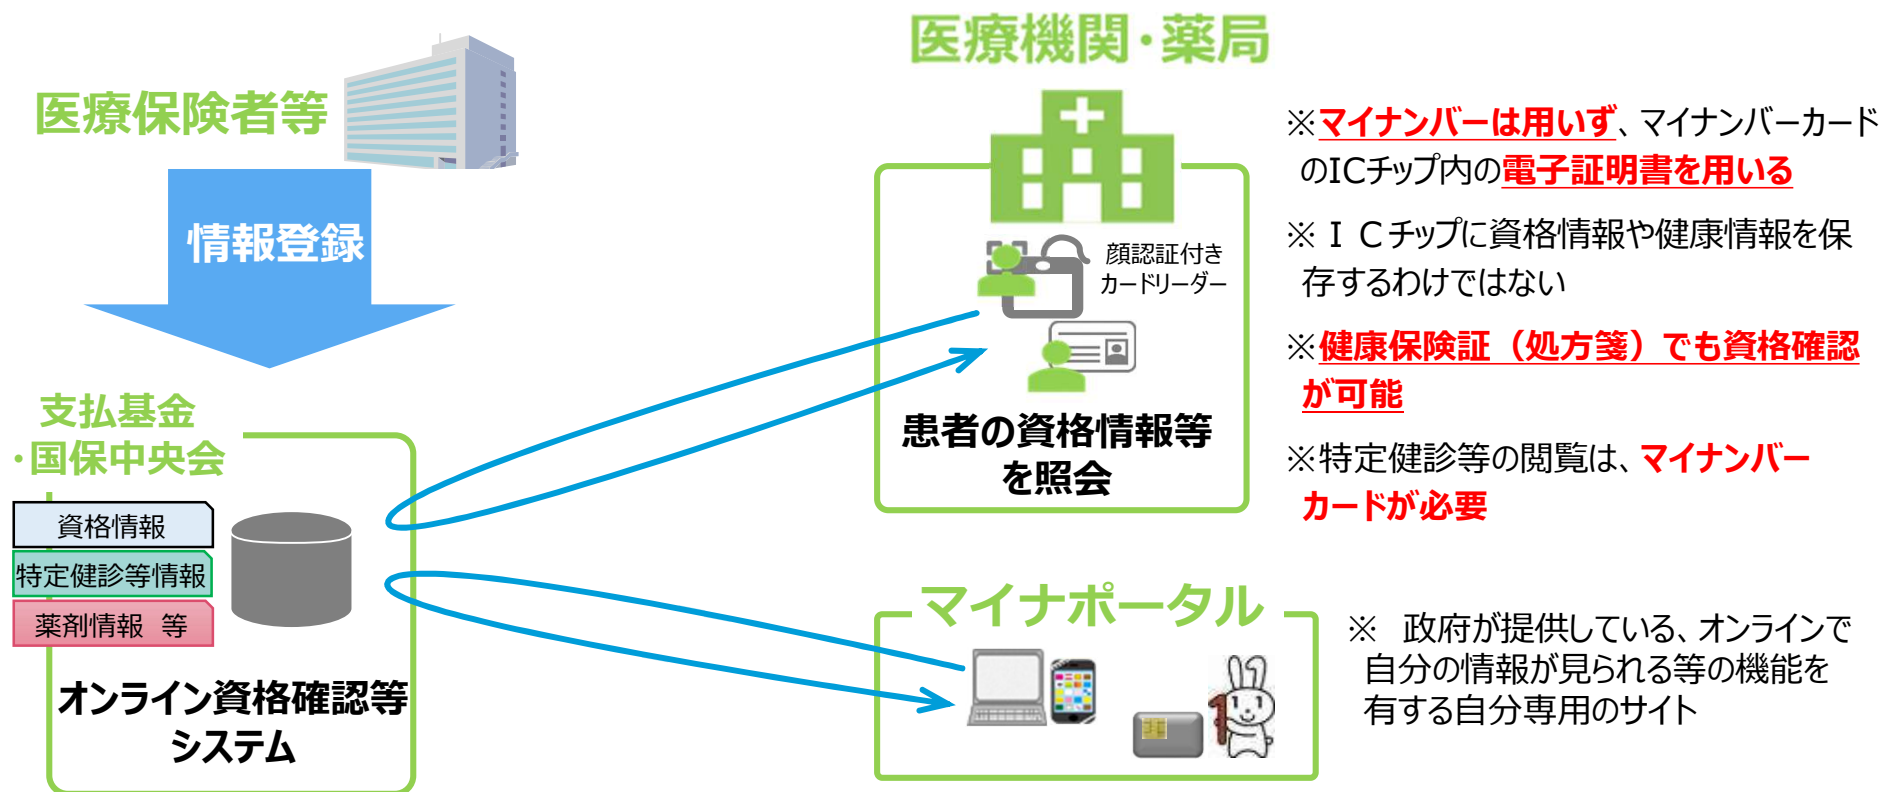 医療保険者等
情報登録
支払基金
・国保中央会
資格情報
特定健診等情報
薬剤情報 等
オンライン資格確認等
システム
医療機関・薬局
顔認証付き
カードリーダー
患者の資格情報等
を照会
※マイナンバーは用いず、マイナンバーカード
のICチップ内の電子証明書を用いる
※ＩＣチップに資格情報や健康情報を保
存するわけではない
※健康保険証（処方箋）でも資格確認
が可能
※特定健診等の閲覧は、マイナンバー
カードが必要
マイナポータル
1
※ 政府が提供している、オンラインで
自分の情報が見られる等の機能を
有する自分専用のサイト